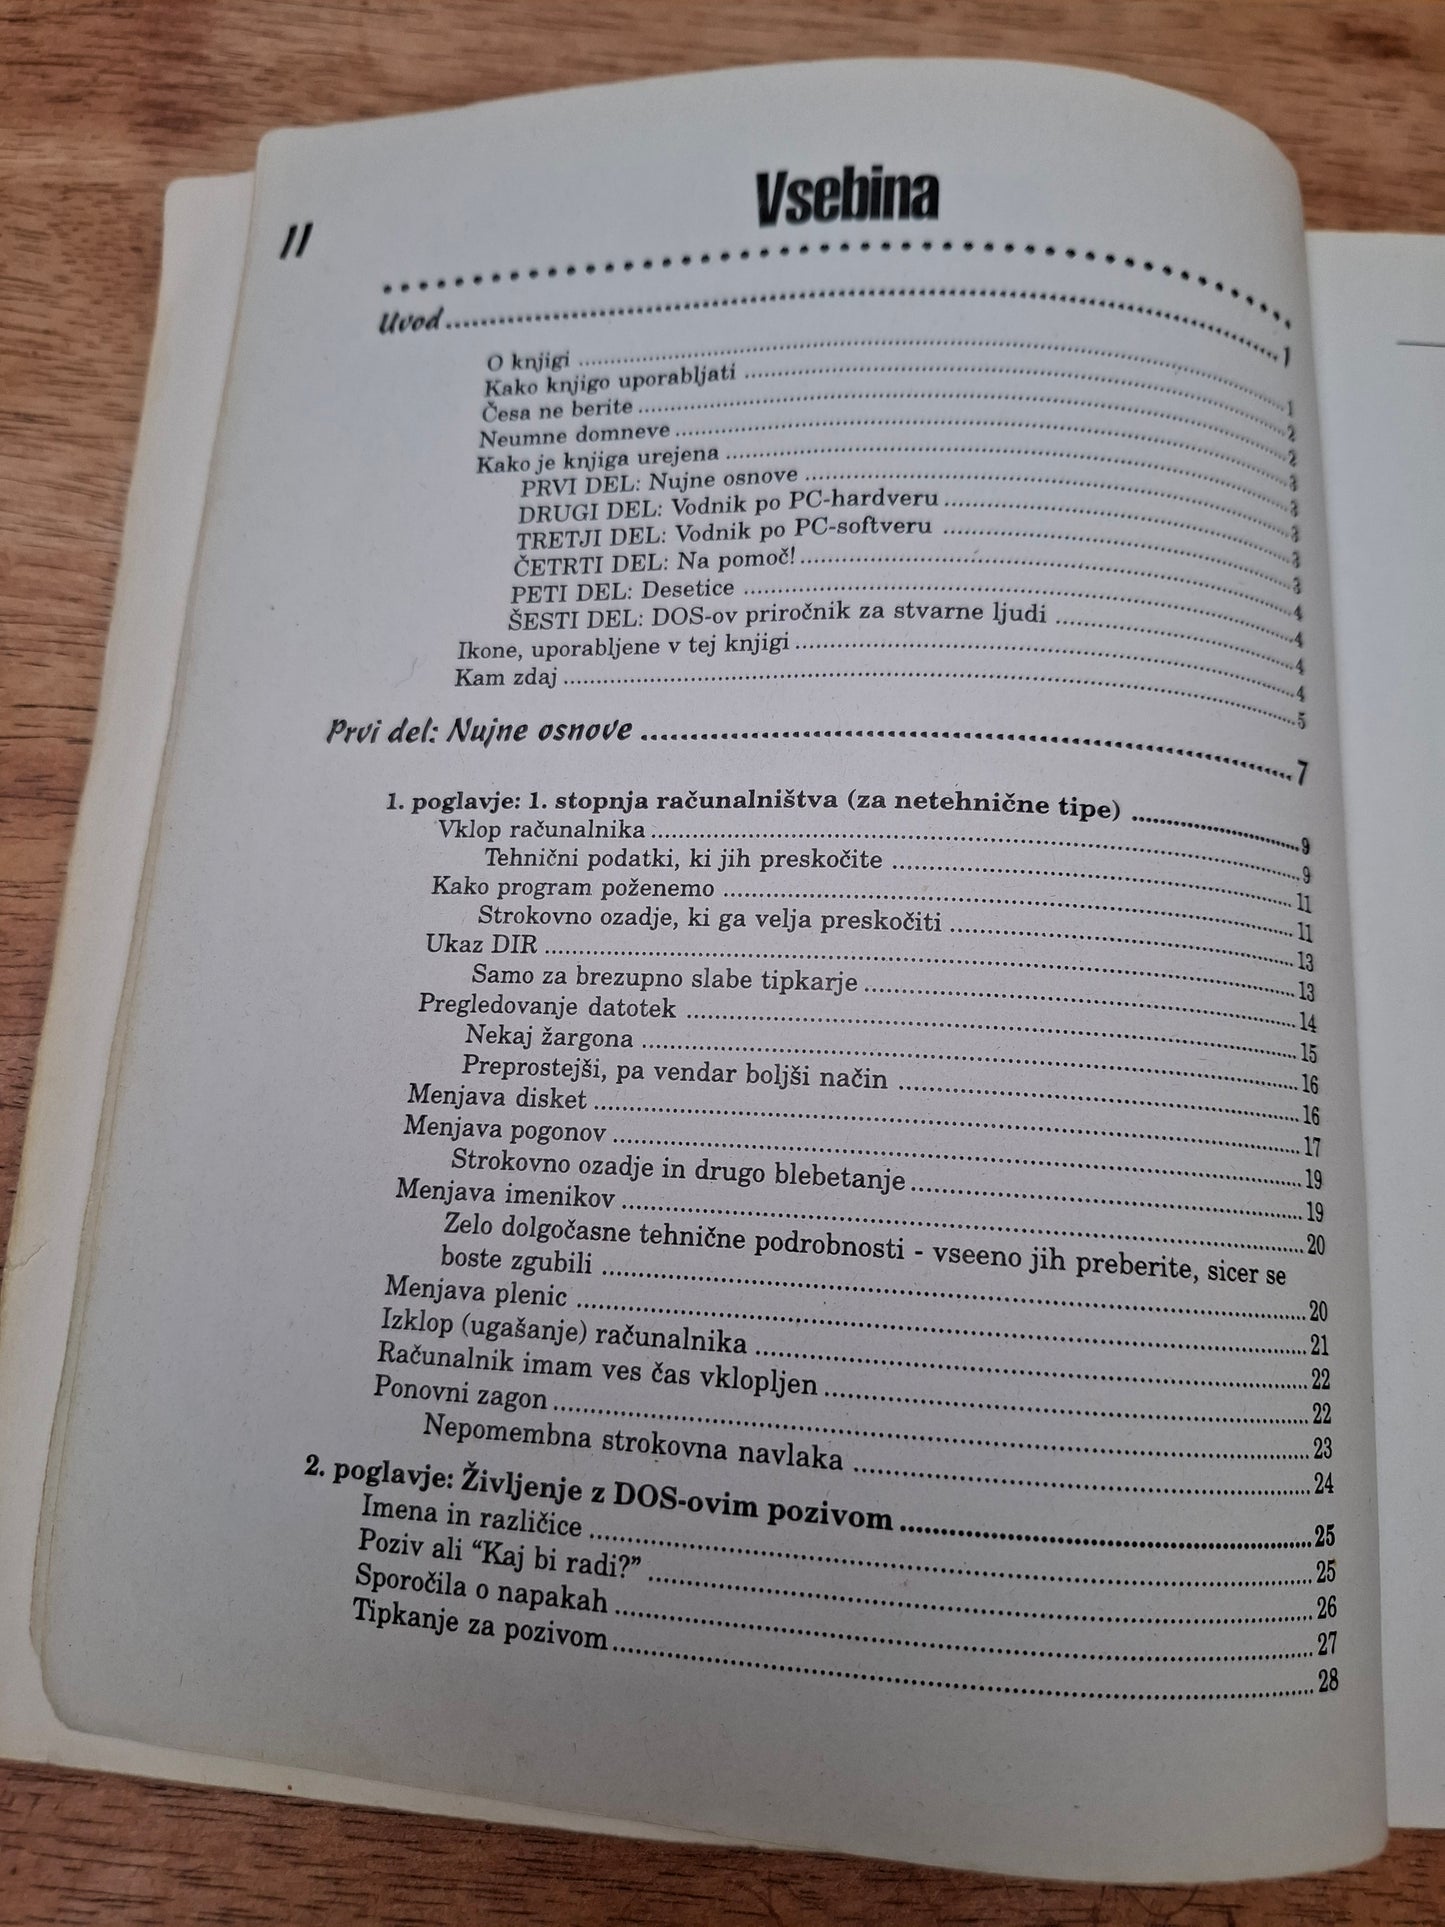 II
Vsebina
Uvod 1
O knjigi 1
Kako knjigo uporabljati 2
Česa ne berite 2
Neumne domneve 3
Kako je knjiga urejena 3
PRVI DEL: Nujne osnove 3
DRUGI DEL: Vodnik po PC-hardveru 3
TRETJI DEL: Vodnik po PC-softveru 3
ČETRTI DEL: Na pomoč! 4
PETI DEL: Desetice 4
ŠESTI DEL: DOS-ov priročnik za stvarne ljudi 4
Ikone, uporabljene v tej knjigi 4
Kam zdaj 5
Prvi del: Nujne osnove 7
1. poglavje: 1. stopnja računalništva (za netehnične tipe) 9
Vklop računalnika 9
Tehnični podatki, ki jih preskočite 11
Kako program poženemo 11
Strokovno ozadje, ki ga velja preskočiti 13
Ukaz DIR 13
Samo za brezupno slabe tipkarje 14
Pregledovanje datotek 15
Nekaj žargona 16
Preprostejši, pa vendar boljši način 16
Menjava disket 17
Menjava pogonov 19
Strokovno ozadje in drugo blebetanje 19
Menjava imenikov 20
Zelo dolgočasne tehnične podrobnosti - vseeno jih preberite, sicer se
boste zgubili 20
Menjava plenic 21
Izklop (ugašanje) računalnika 22
Računalnik imam ves čas vklopljen 22
Ponovni zagon 23
Nepomembna strokovna navlaka 24
2. poglavje: Življenje z DOS-ovim pozivom 25
Imena in različice 25
Poziv ali “Kaj bi radi?” 26
Sporočila o napakah 27
Tipkanje za pozivom 28